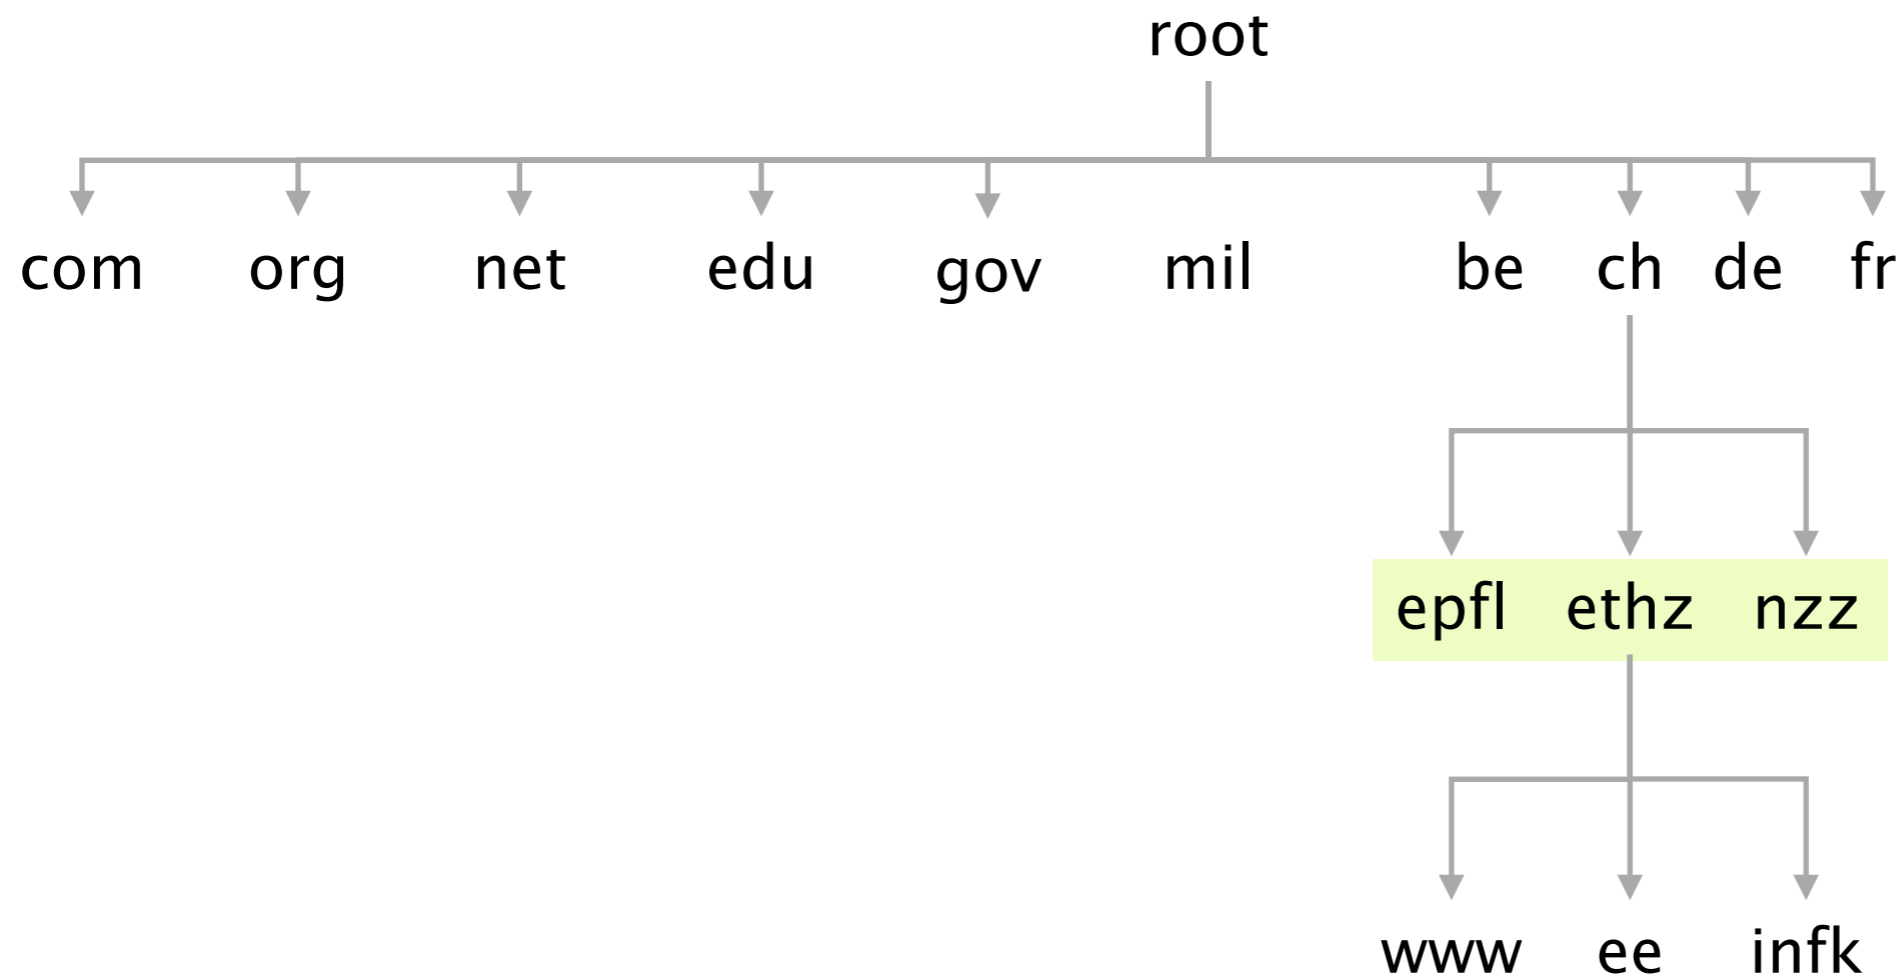 root
com org net edu gov mil be ch de fr
epfl ethz nzz
www ee infk